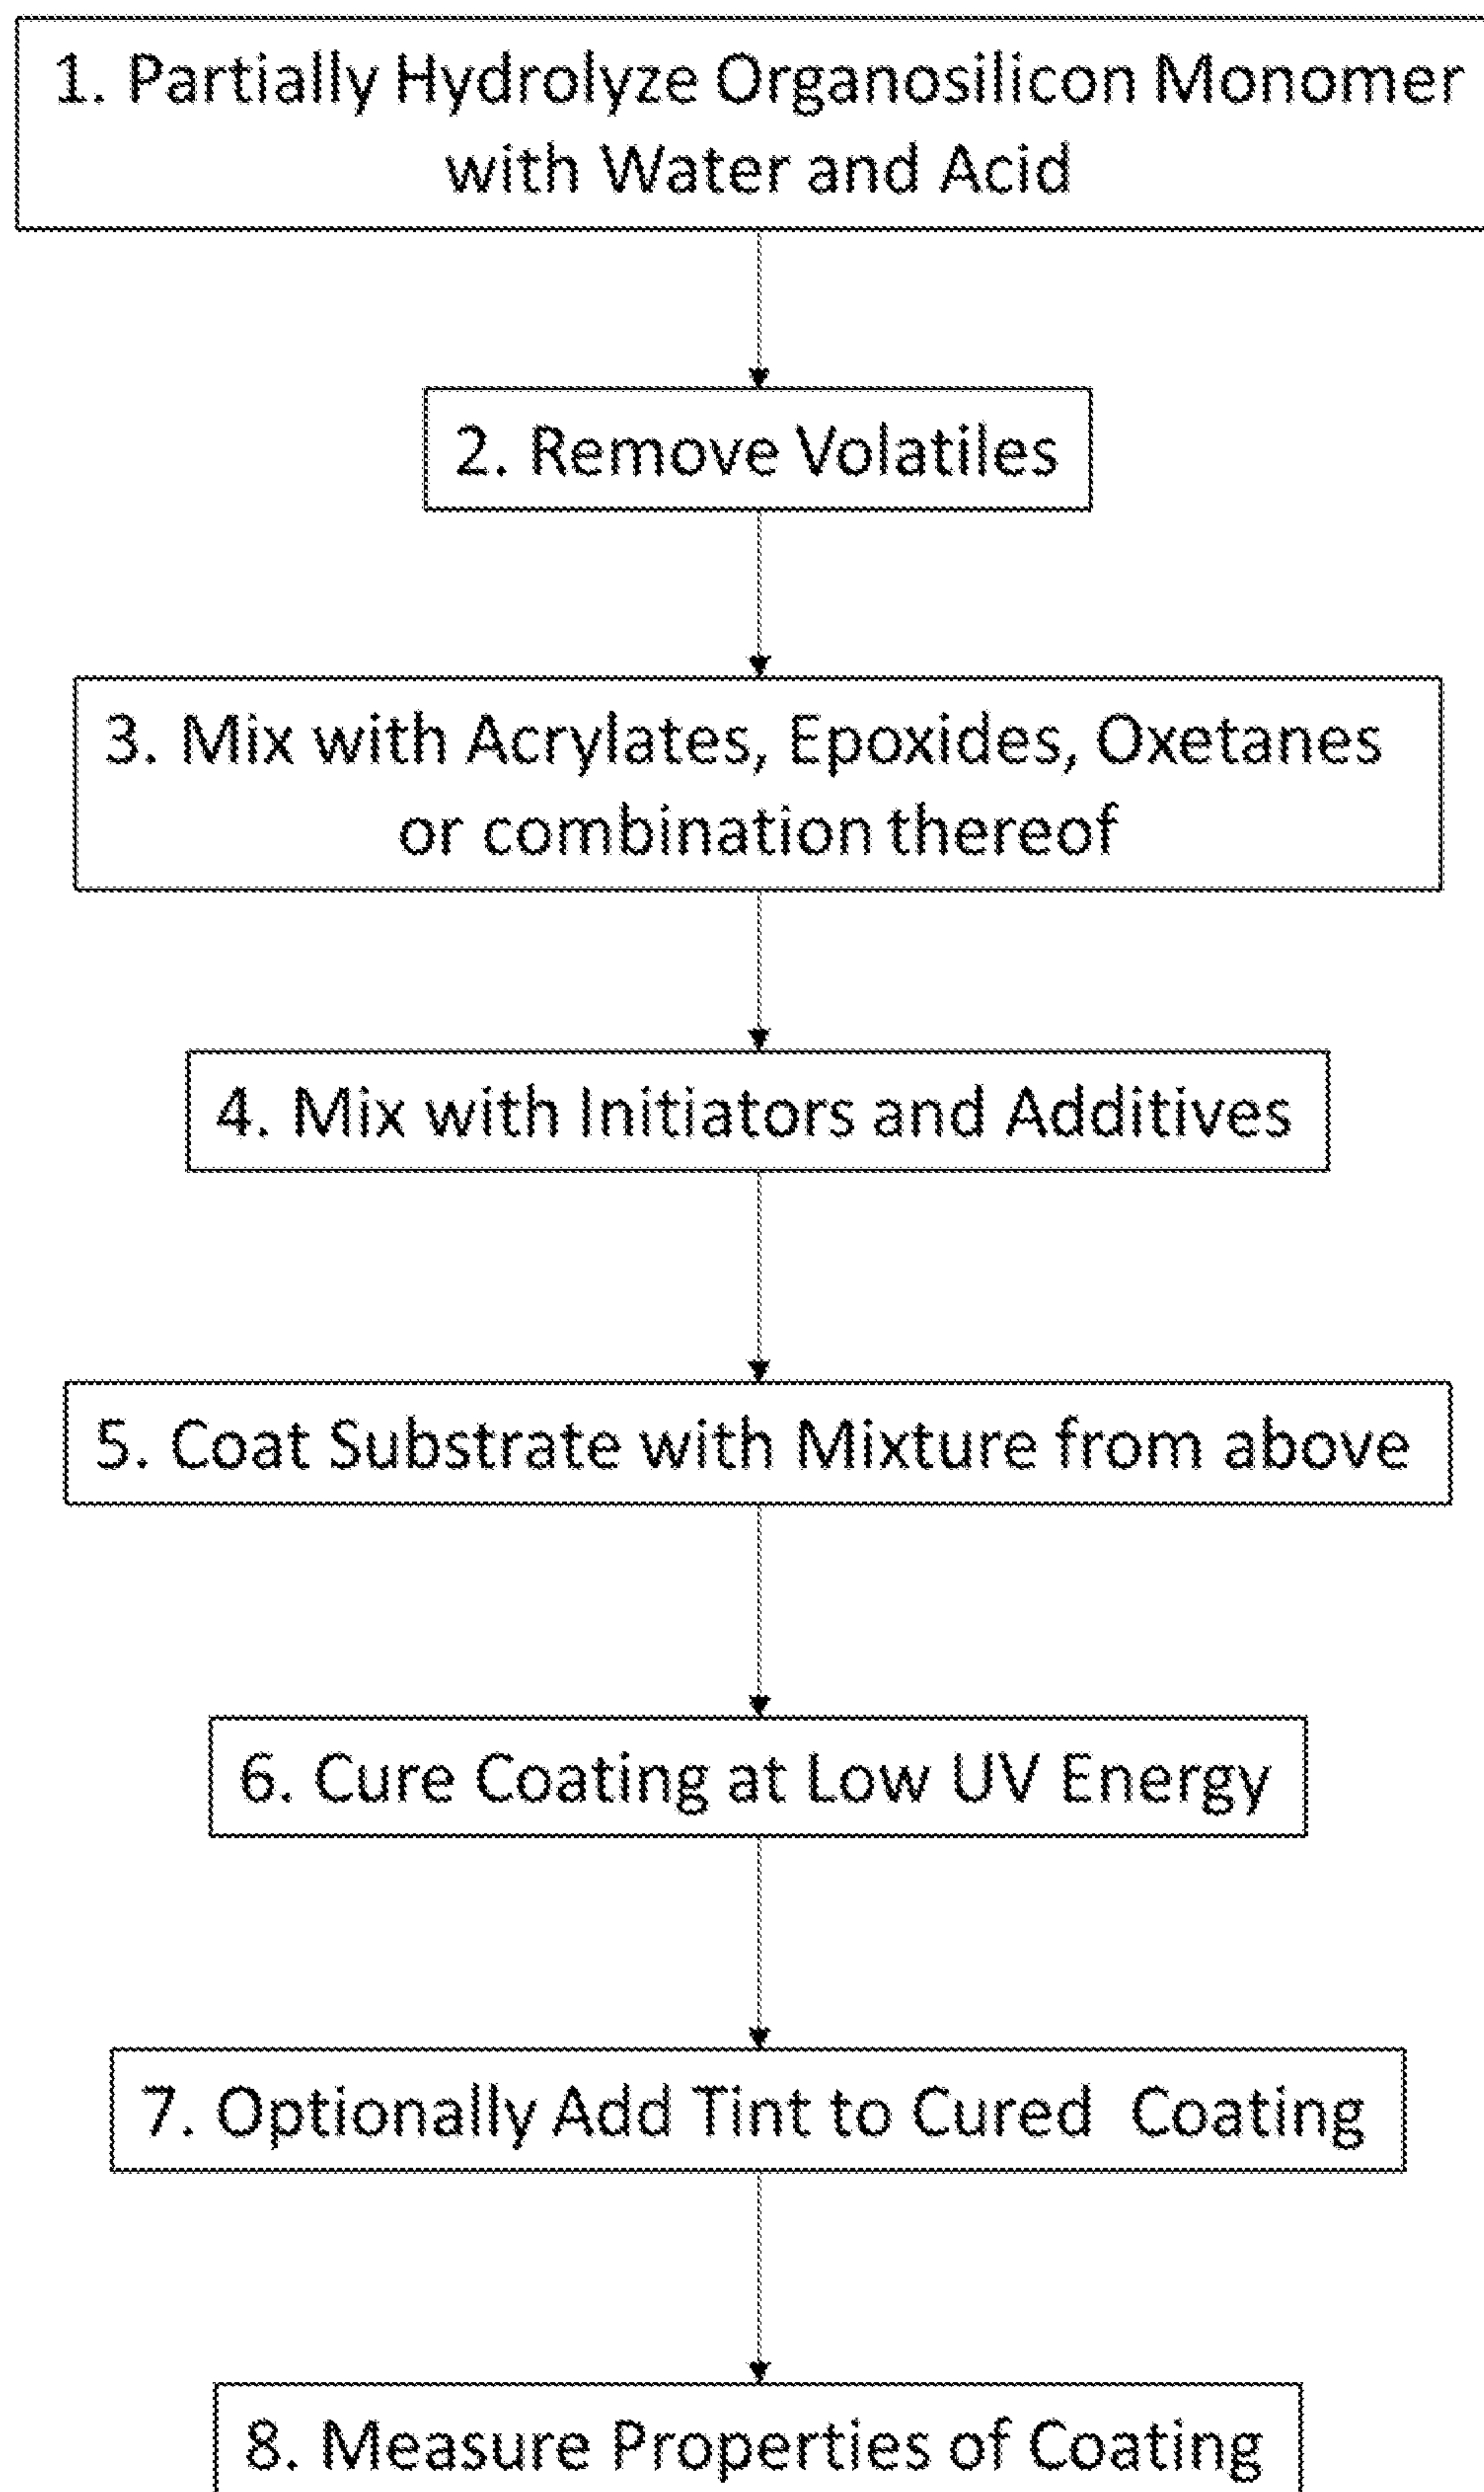 1. Partially Hydrolyze Organosilicon Monomer
with Water and Acid
2. Remove Volatiles
3. Mix with Acrylates, Epoxides, Oxetanes
or combination thereof
4. Mix with Initiators and Additives
5. Coat Substrate with Mixture from above
6. Cure Coating at Low UV Energy
7. Optionally Add Tint to Cured Coating
8. Measure Properties of Coating